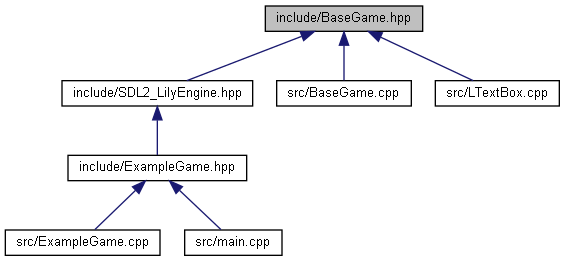 include/BaseGame.hpp
include/SDL2_LilyEngine.hpp
src/BaseGame.cpp
src/LTextBox.cpp
include/ExampleGame.hpp
src/ExampleGame.cpp
src/main.cpp